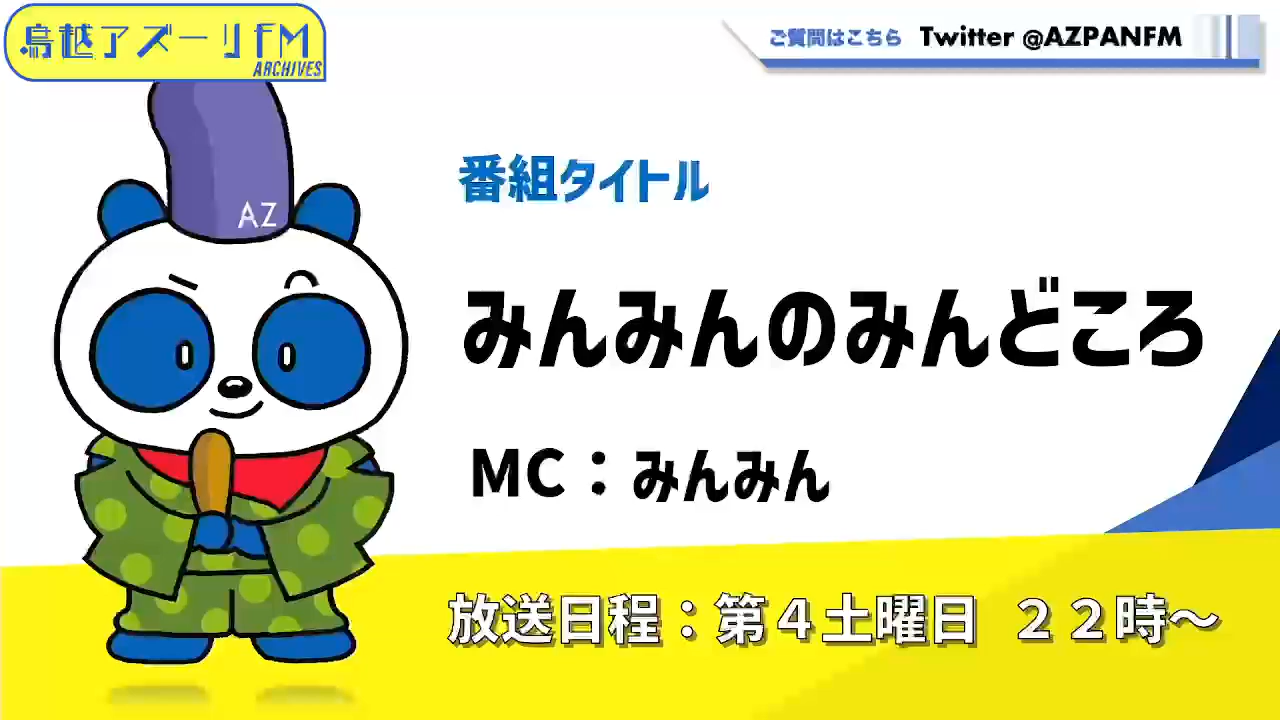 鳥越アズーリFM
ARCHIVES
ご質問はこちら Twitter @AZPANFM
AZ
番組タイトル
みんみんのみんどころ
MC：みんみん
放送日程：第４土曜日 ２２時～